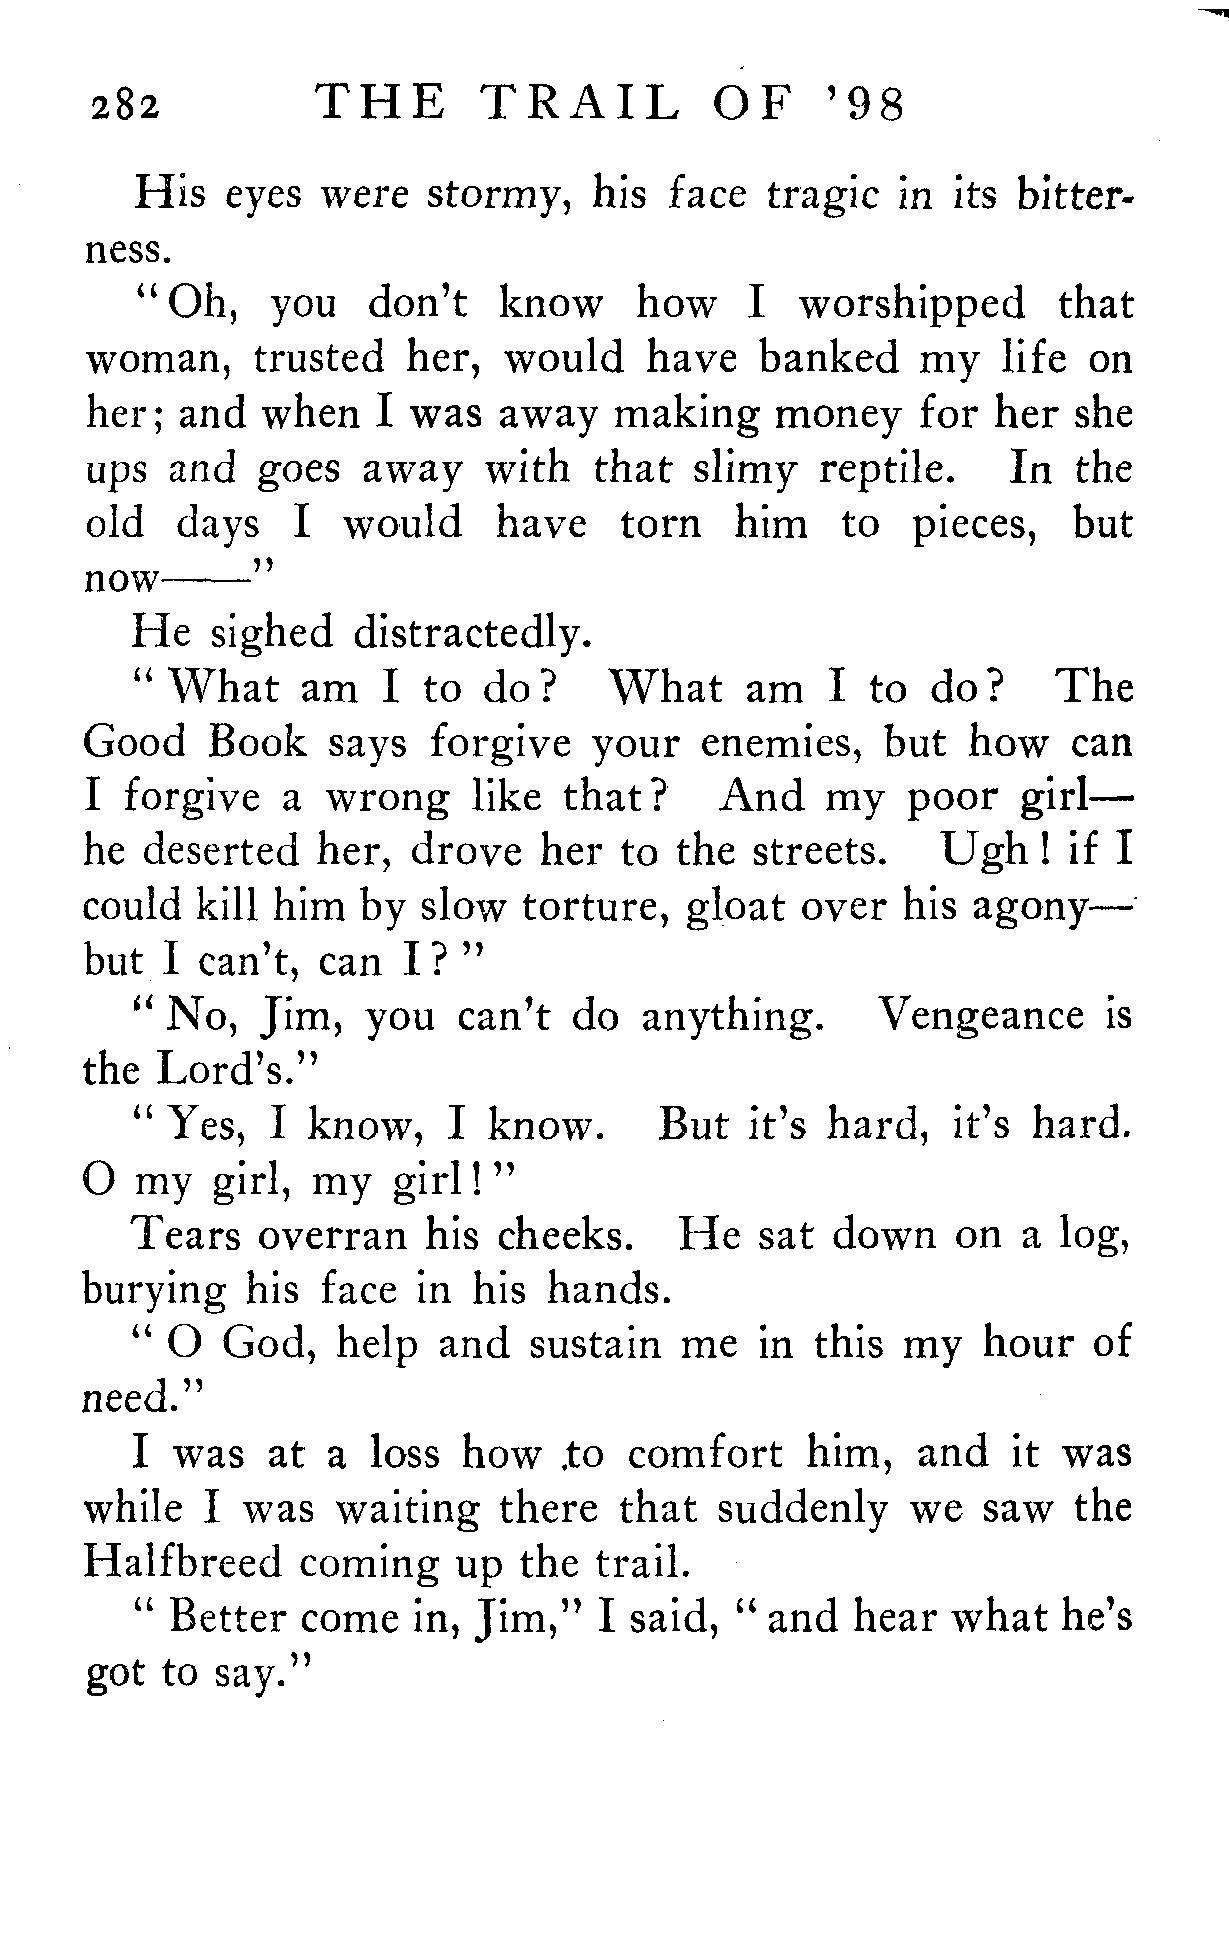 282 THE TRAIL OF '98
His eyes were stormy, his face tragic in its bitter-
ness.
"Oh, you don't know how I worshipped that
woman, trusted her, would have banked my life on
her; and when I was away making money for her she
ups and goes away with that slimy reptile. In the
old days I would have torn him to pieces, but
now——"
He sighed distractedly.
"What am I to do? What am I to do? The
Good Book says forgive your enemies, but how can
I forgive a wrong like that? And my poor girl—
he deserted her, drove her to the streets. Ugh! if I
could kill him by slow torture, gloat over his agony—
but I can't, can I?"
"No, Jim, you can't do anything. Vengeance is
the Lord's."
"Yes, I know, I know. But it's hard, it's hard.
O my girl, my girl!"
Tears overran his cheeks. He sat down on a log,
burying his face in his hands.
"O God, help and sustain me in this my hour of
need."
I was at a loss how to comfort him, and it was
while I was waiting there that suddenly we saw the
Halfbreed coming up the trail.
"Better come in, Jim," I said, "and hear what he's
got to say."